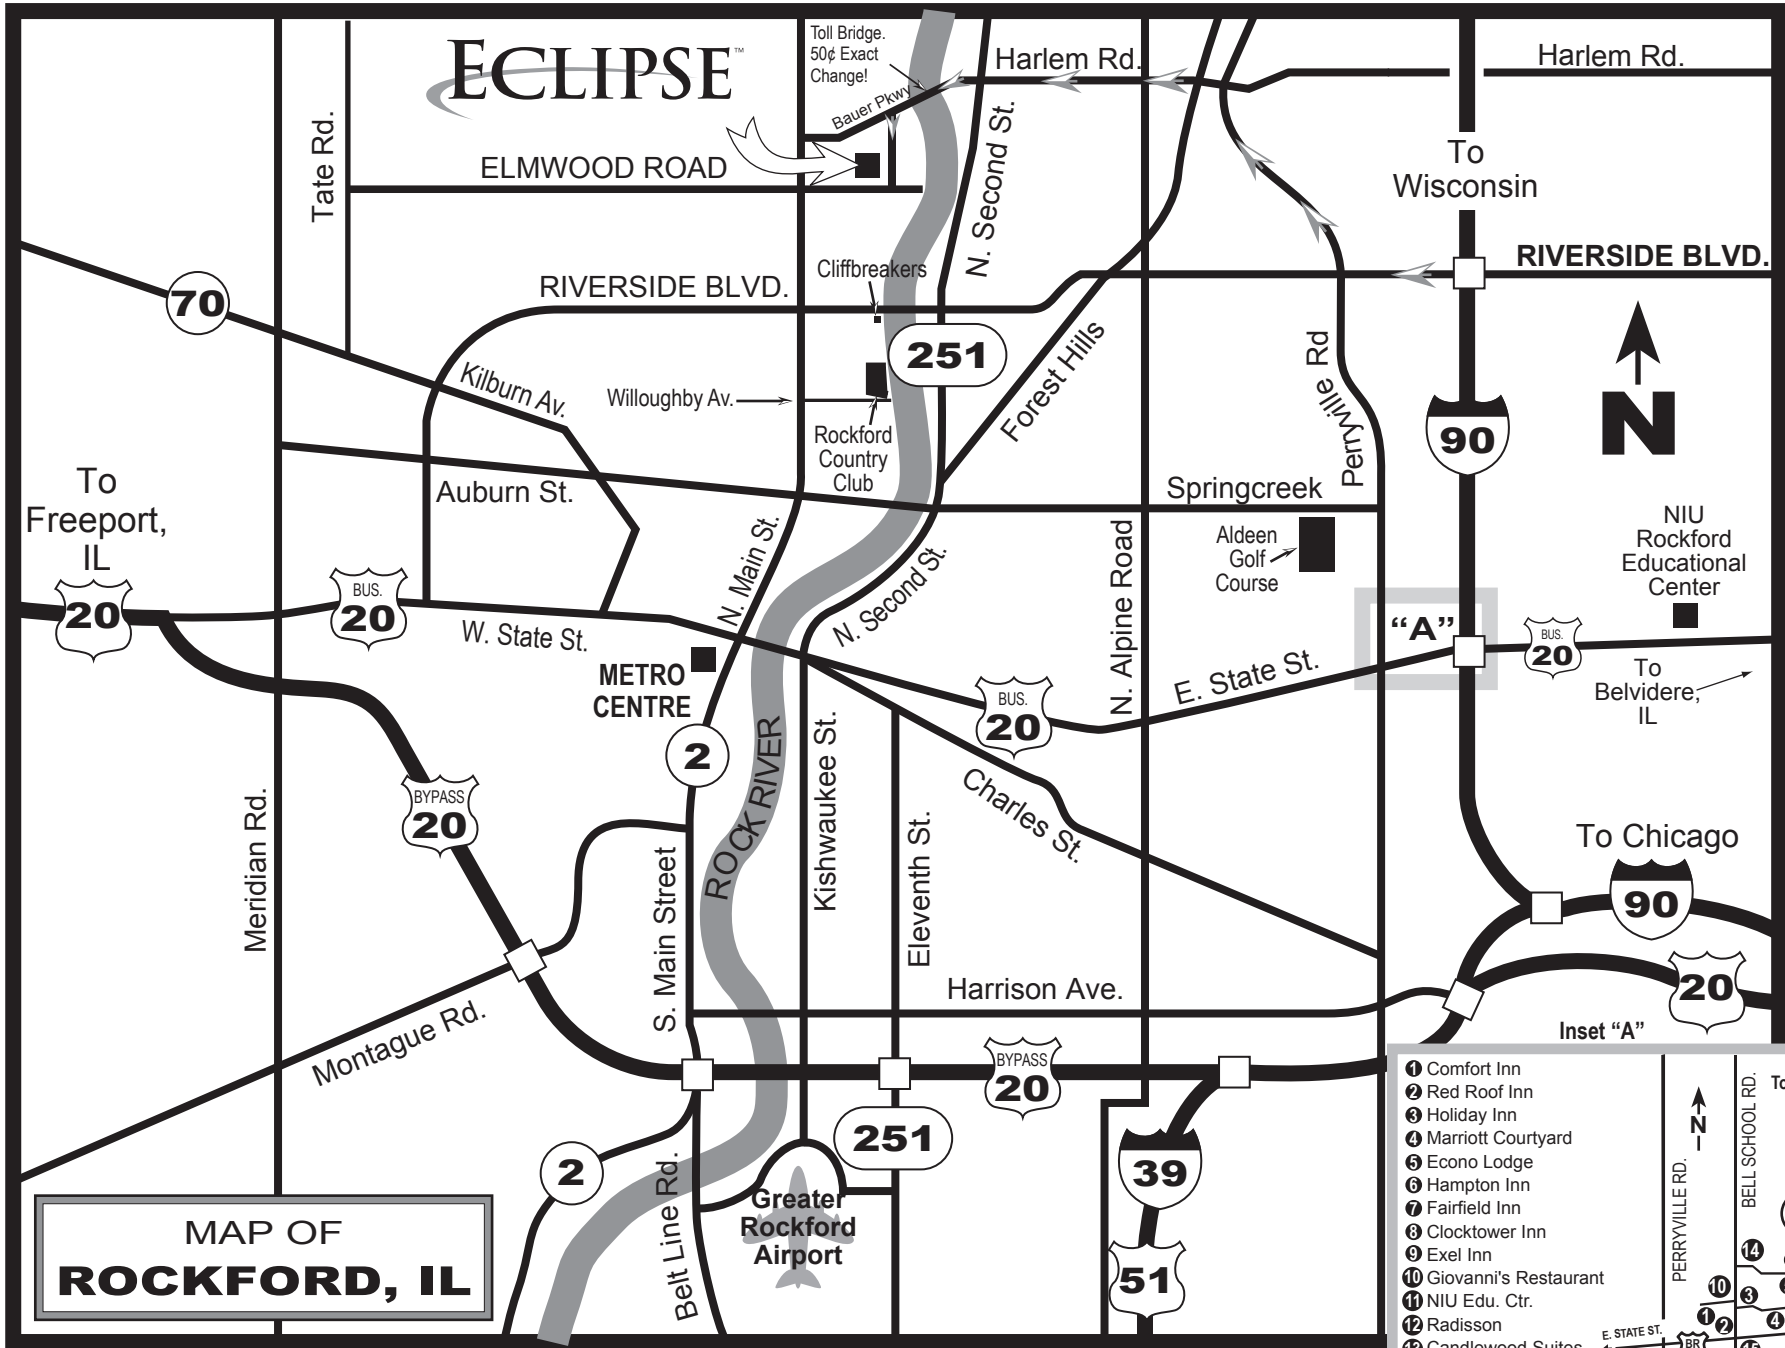 ECLIPSE™
Toll Bridge.
50¢ Exact
Change!
Bauer Pkwy
Harlem Rd.
Harlem Rd.
Tate Rd.
ELMWOOD ROAD
N. Second St.
To
Wisconsin
RIVERSIDE BLVD.
70
RIVERSIDE BLVD.
Cliffbreakers
251
Forest Hills
Perryville Rd
N
90
Kilburn Av.
Willoughby Av.
Rockford
Country
Club
To
Freeport,
IL
Auburn St.
Springcreek
Aldeen
Golf
Course
NIU
Rockford
Educational
Center
20
BUS.
20
W. State St.
N. Main St.
N. Second St.
N. Alpine Road
“A”
BUS.
20
To
Belvidere,
IL
METRO
CENTRE
BUS.
20
E. State St.
2
ROCK RIVER
Kishwaukee St.
Eleventh St.
Charles St.
BYPASS
20
Meridian Rd.
To Chicago
90
S. Main Street
Harrison Ave.
20
Montague Rd.
BYPASS
20
251
39
51
2
Belt Line Rd.
Greater
Rockford
Airport
MAP OF
ROCKFORD, IL
Inset “A”
1 Comfort Inn
2 Red Roof Inn
3 Holiday Inn
4 Marriott Courtyard
5 Econo Lodge
6 Hampton Inn
7 Fairfield Inn
8 Clocktower Inn
9 Exel Inn
10 Giovanni's Restaurant
11 NIU Edu. Ctr.
12 Radisson
13 Candlewood Suites
N
PERRYVILLE RD.
BELL SCHOOL RD.
14
10
3
1
2
4
E. STATE ST.
BR
15